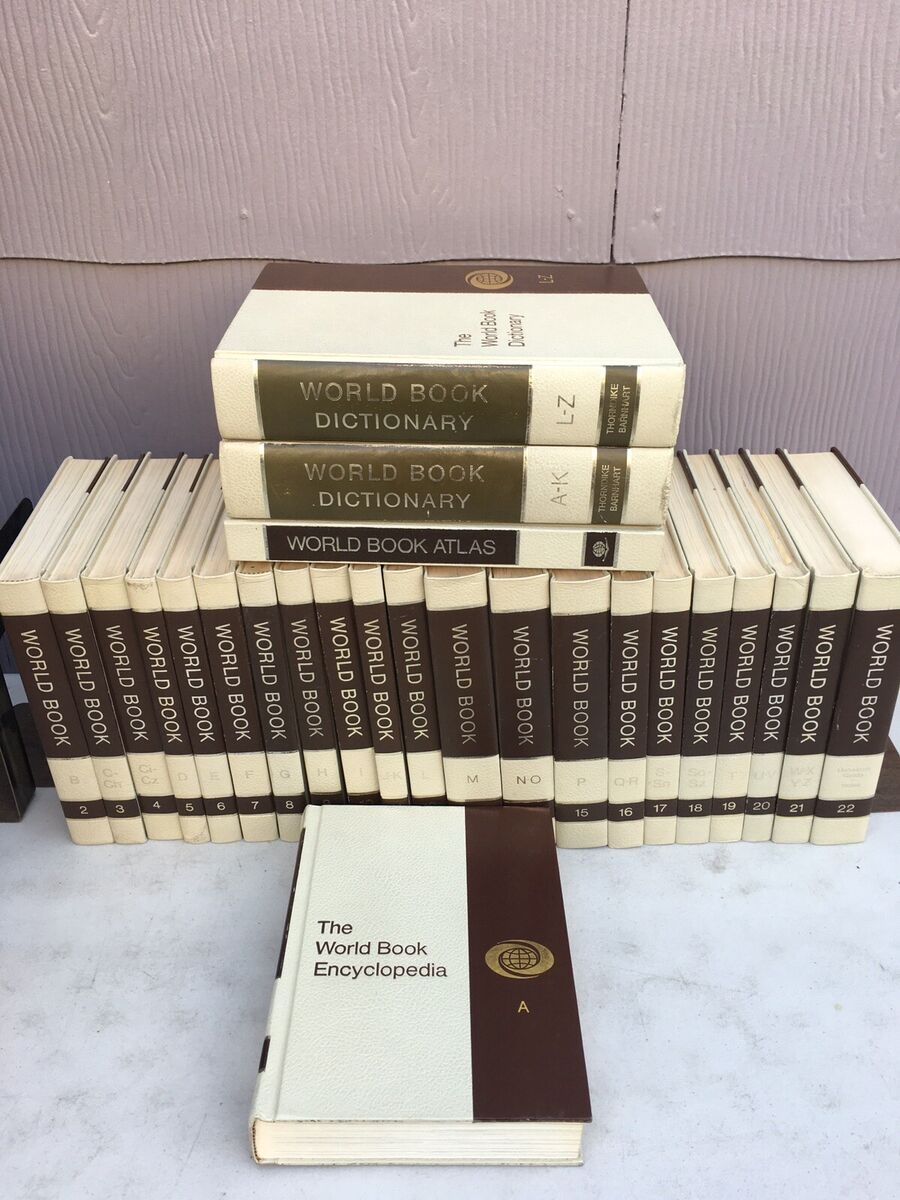 L-Z
The
World Book
Dictionary
WORLD BOOK
DICTIONARY
L-Z
THORNDIKE
BARNHART
WORLD BOOK
DICTIONARY
A-K
THORNDIKE
BARNHART
WORLD BOOK ATLAS
WORLD BOOK
B
2
WORLD BOOK
C-
Ch
3
WORLD BOOK
Ci-
Cz
4
WORLD BOOK
D
5
WORLD BOOK
E
6
WORLD BOOK
F
7
WORLD BOOK
G
8
WORLD BOOK
H
WORLD BOOK
I
WORLD BOOK
J-K
WORLD BOOK
L
WORLD BOOK
M
WORLD BOOK
NO
WORLD BOOK
P
15
WORLD BOOK
Q-R
16
WORLD BOOK
S-
Sn
17
WORLD BOOK
So-
Sz
18
WORLD BOOK
T
19
WORLD BOOK
U-V
20
WORLD BOOK
W-X
Y-Z
21
WORLD BOOK
22
The
World Book
Encyclopedia
A